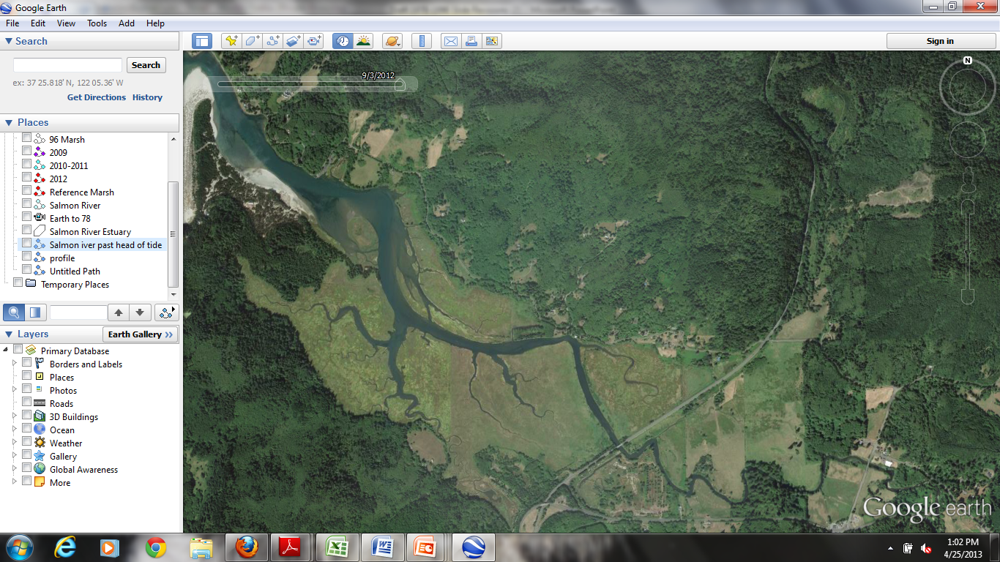 Google Earth
File Edit View Tools Add Help
Search
Search
ex: 37 25.818' N, 122 05.36' W
Get Directions History
Places
96 Marsh
2009
2010-2011
2012
Reference Marsh
Salmon River
Earth to 78
Salmon River Estuary
Salmon iver past head of tide
profile
Untitled Path
Temporary Places
Layers
Earth Gallery >>
Primary Database
Borders and Labels
Places
Photos
Roads
3D Buildings
Ocean
Weather
Gallery
Global Awareness
More
Sign in
9/3/2012
N
Google earth
1:02 PM
4/25/2013